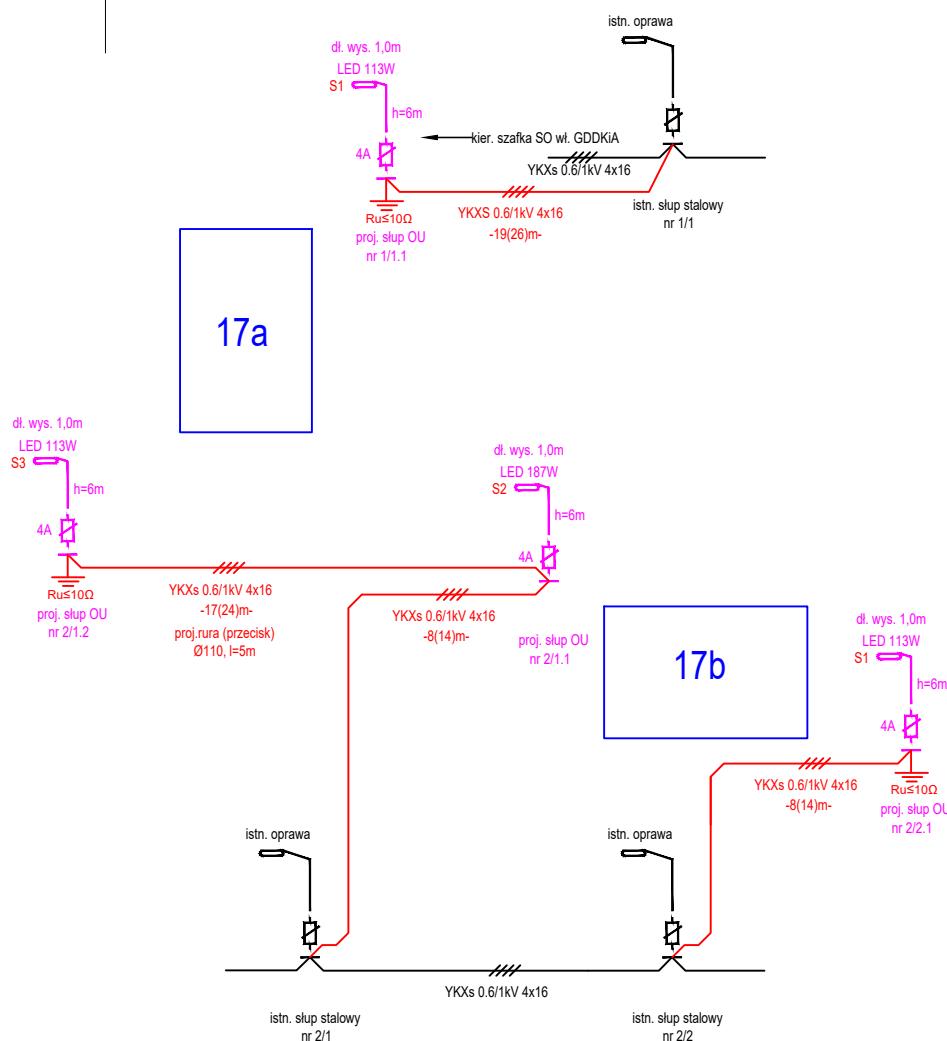 istn. oprawa
dł. wys. 1,0m
LED 113W
S1
h=6m
4A
kier. szafka SO wł. GDDKiA
YKXs 0.6/1kV 4x16
istn. słup stalowy
nr 1/1
YKXS 0.6/1kV 4x16
-19(26)m-
Ru≤10Ω
proj. słup OU
nr 1/1.1
17a
dł. wys. 1,0m
LED 113W
S3
h=6m
4A
Ru≤10Ω
proj. słup OU
nr 2/1.2
YKXs 0.6/1kV 4x16
-17(24)m-
proj.rura (przecisk)
Ø110, l=5m
dł. wys. 1,0m
LED 187W
S2
h=6m
4A
YKXs 0.6/1kV 4x16
-8(14)m-
proj. słup OU
nr 2/1.1
17b
dł. wys. 1,0m
LED 113W
S1
h=6m
4A
Ru≤10Ω
YKXs 0.6/1kV 4x16
-8(14)m-
proj. słup OU
nr 2/2.1
istn. oprawa
istn. oprawa
YKXs 0.6/1kV 4x16
istn. słup stalowy
nr 2/1
istn. słup stalowy
nr 2/2